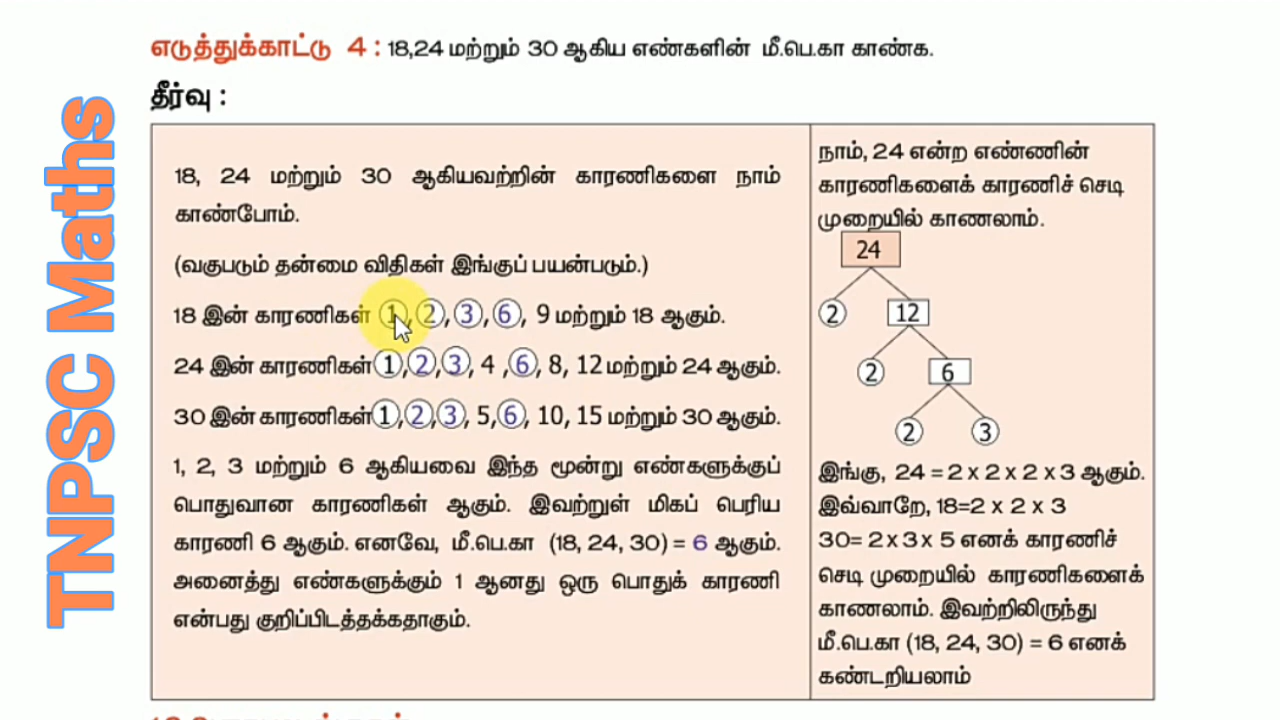 எடுத்துக்காட்டு 4 : 18,24 மற்றும் 30 ஆகிய எண்களின் மீ.பெ.கா காண்க.
தீர்வு :
TNPSC Maths
18, 24 மற்றும் 30 ஆகியவற்றின் காரணிகளை நாம்
காண்போம்.
(வகுபடும் தன்மை விதிகள் இங்குப் பயன்படும்.)
18 இன் காரணிகள் 1, 2, 3, 6, 9 மற்றும் 18 ஆகும்.
24 இன் காரணிகள் 1, 2, 3, 4 , 6, 8, 12 மற்றும் 24 ஆகும்.
30 இன் காரணிகள் 1, 2, 3, 5, 6, 10, 15 மற்றும் 30 ஆகும்.
1, 2, 3 மற்றும் 6 ஆகியவை இந்த மூன்று எண்களுக்குப்
பொதுவான காரணிகள் ஆகும். இவற்றுள் மிகப் பெரிய
காரணி 6 ஆகும். எனவே, மீ.பெ.கா (18, 24, 30) = 6 ஆகும்.
அனைத்து எண்களுக்கும் 1 ஆனது ஒரு பொதுக் காரணி
என்பது குறிப்பிடத்தக்கதாகும்.
நாம், 24 என்ற எண்ணின்
காரணிகளைக் காரணிச் செடி
முறையில் காணலாம்.
24
2 12
2 6
2 3
இங்கு, 24 = 2 x 2 x 2 x 3 ஆகும்.
இவ்வாறே, 18=2 x 2 x 3
30= 2 x 3 x 5 எனக் காரணிச்
செடி முறையில் காரணிகளைக்
காணலாம். இவற்றிலிருந்து
மீ.பெ.கா (18, 24, 30) = 6 எனக்
கண்டறியலாம்